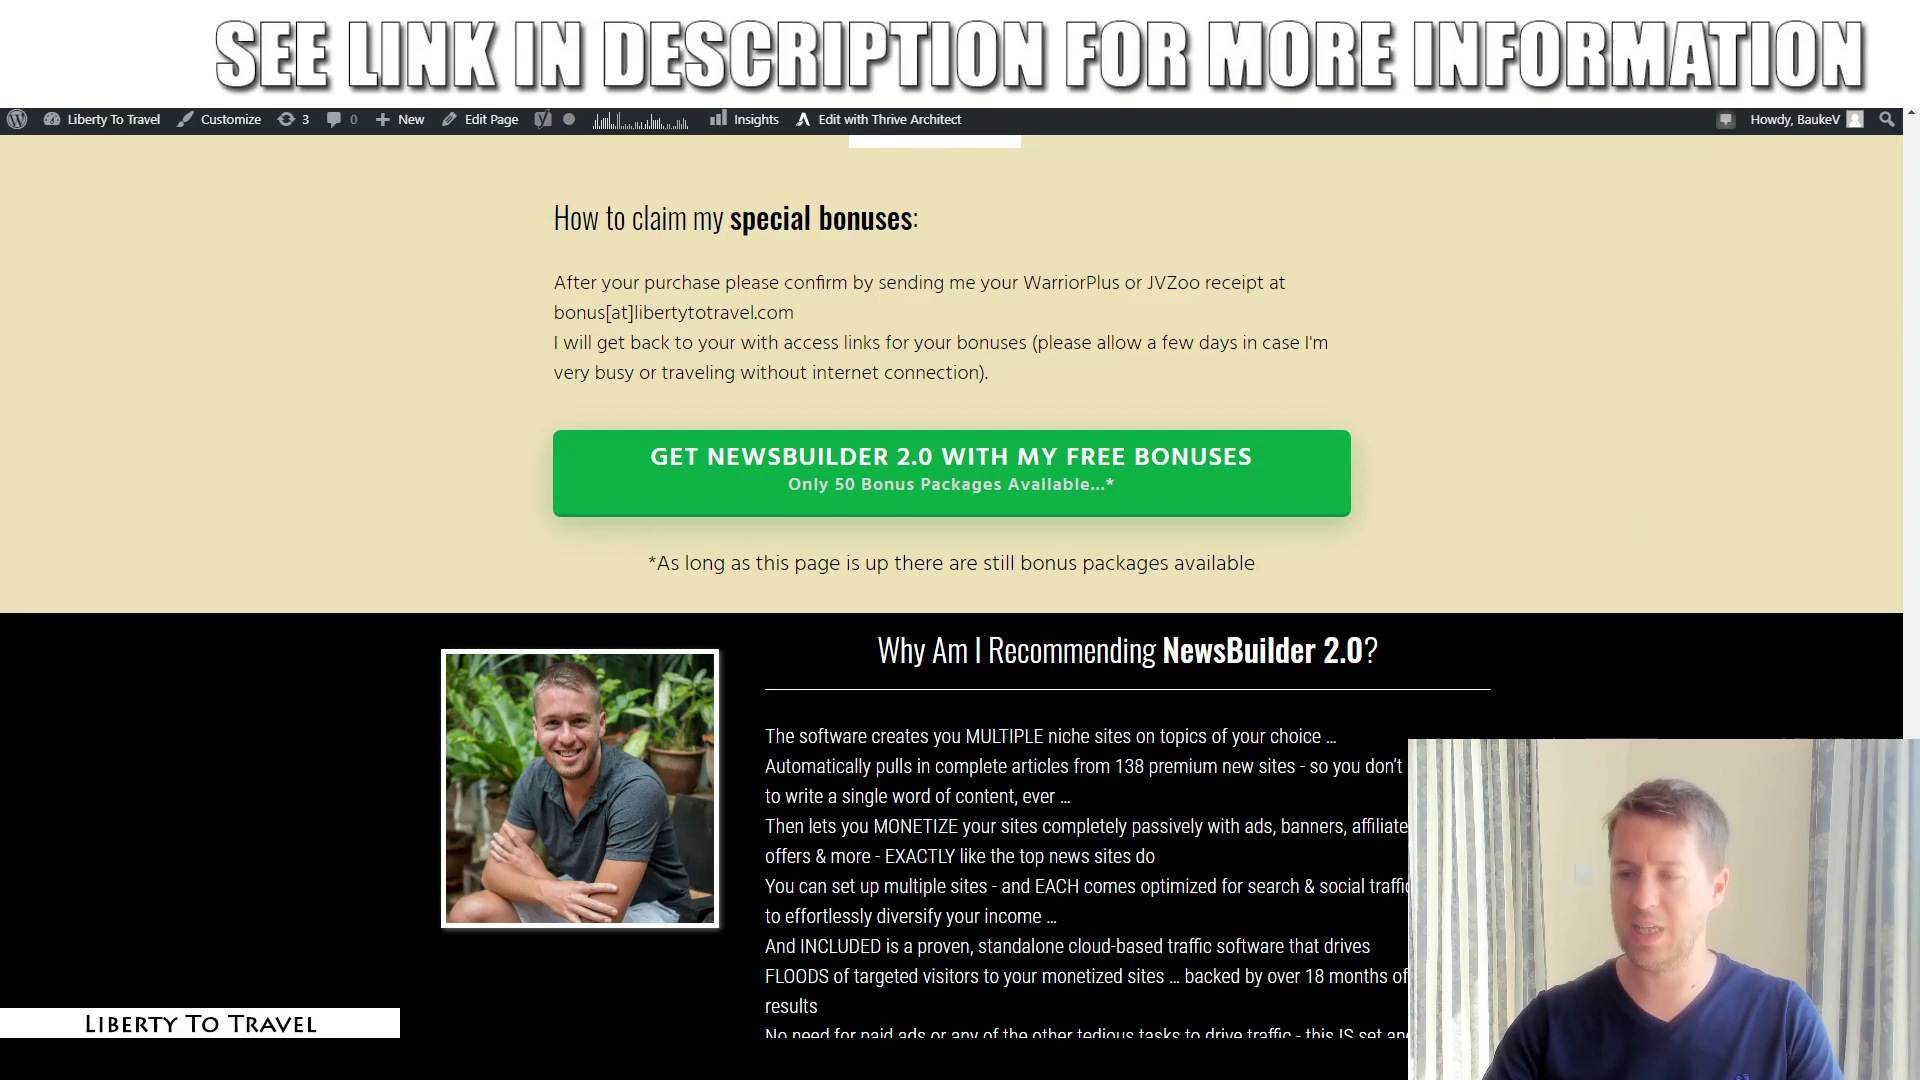 SEE LINK IN DESCRIPTION FOR MORE INFORMATION
Liberty To Travel Customize 3 0 New Edit Page Insights Edit with Thrive Architect Howdy, BaukeV
How to claim my special bonuses:
After your purchase please confirm by sending me your WarriorPlus or JVZoo receipt at
bonus[at]libertytotravel.com
I will get back to your with access links for your bonuses (please allow a few days in case I'm
very busy or traveling without internet connection).
GET NEWSBUILDER 2.0 WITH MY FREE BONUSES
Only 50 Bonus Packages Available...*
*As long as this page is up there are still bonus packages available
Why Am I Recommending NewsBuilder 2.0?
The software creates you MULTIPLE niche sites on topics of your choice ...
Automatically pulls in complete articles from 138 premium new sites - so you don’t
to write a single word of content, ever ...
Then lets you MONETIZE your sites completely passively with ads, banners, affiliate
offers & more - EXACTLY like the top news sites do
You can set up multiple sites - and EACH comes optimized for search & social traffic
to effortlessly diversify your income ...
And INCLUDED is a proven, standalone cloud-based traffic software that drives
FLOODS of targeted visitors to your monetized sites ... backed by over 18 months of
results
No need for paid ads or any of the other tedious tasks to drive traffic - this IS set and
LIBERTY TO TRAVEL